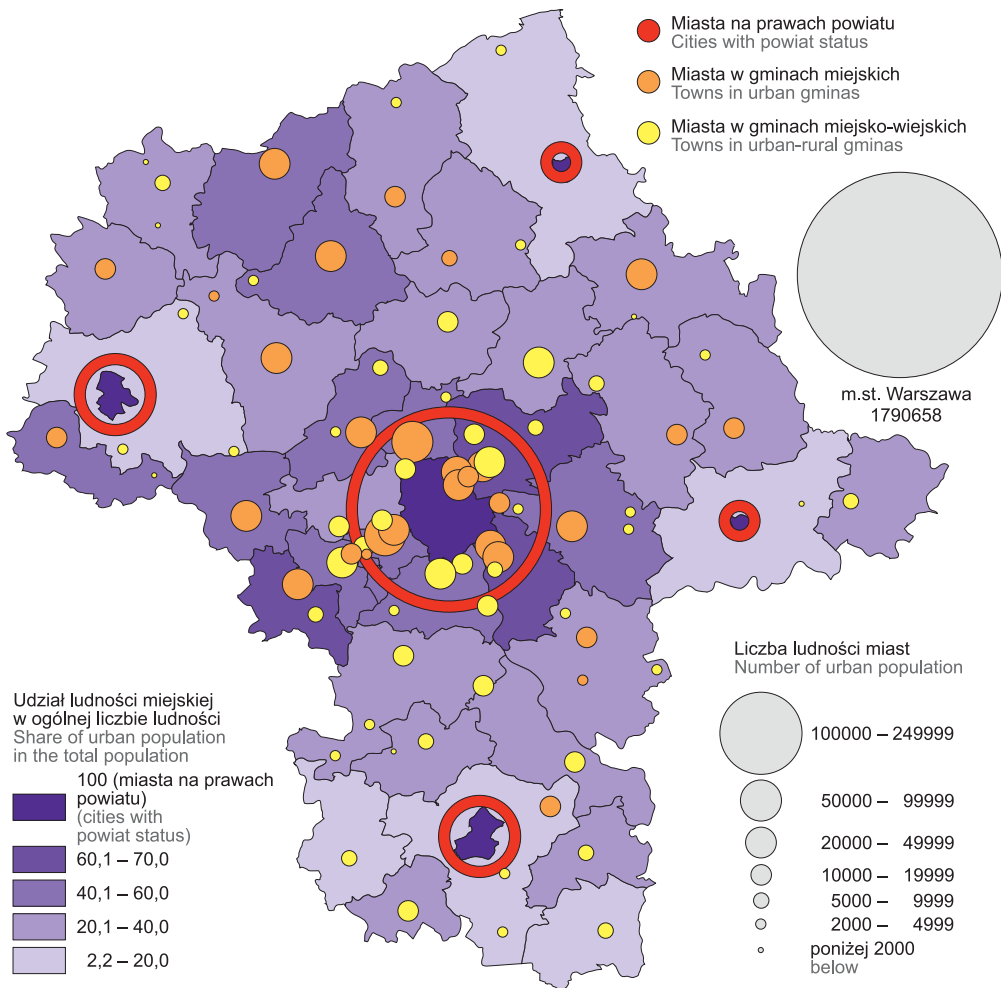 Miasta na prawach powiatu
Cities with powiat status
Miasta w gminach miejskich
Towns in urban gminas
Miasta w gminach miejsko-wiejskich
Towns in urban-rural gminas
m.st. Warszawa
1790658
Liczba ludności miast
Number of urban population
100000 – 249999
50000 – 99999
20000 – 49999
10000 – 19999
5000 – 9999
2000 – 4999
poniżej 2000
below
Udział ludności miejskiej
w ogólnej liczbie ludności
Share of urban population
in the total population
100 (miasta na prawach
powiatu)
(cities with
powiat status)
60,1 – 70,0
40,1 – 60,0
20,1 – 40,0
2,2 – 20,0